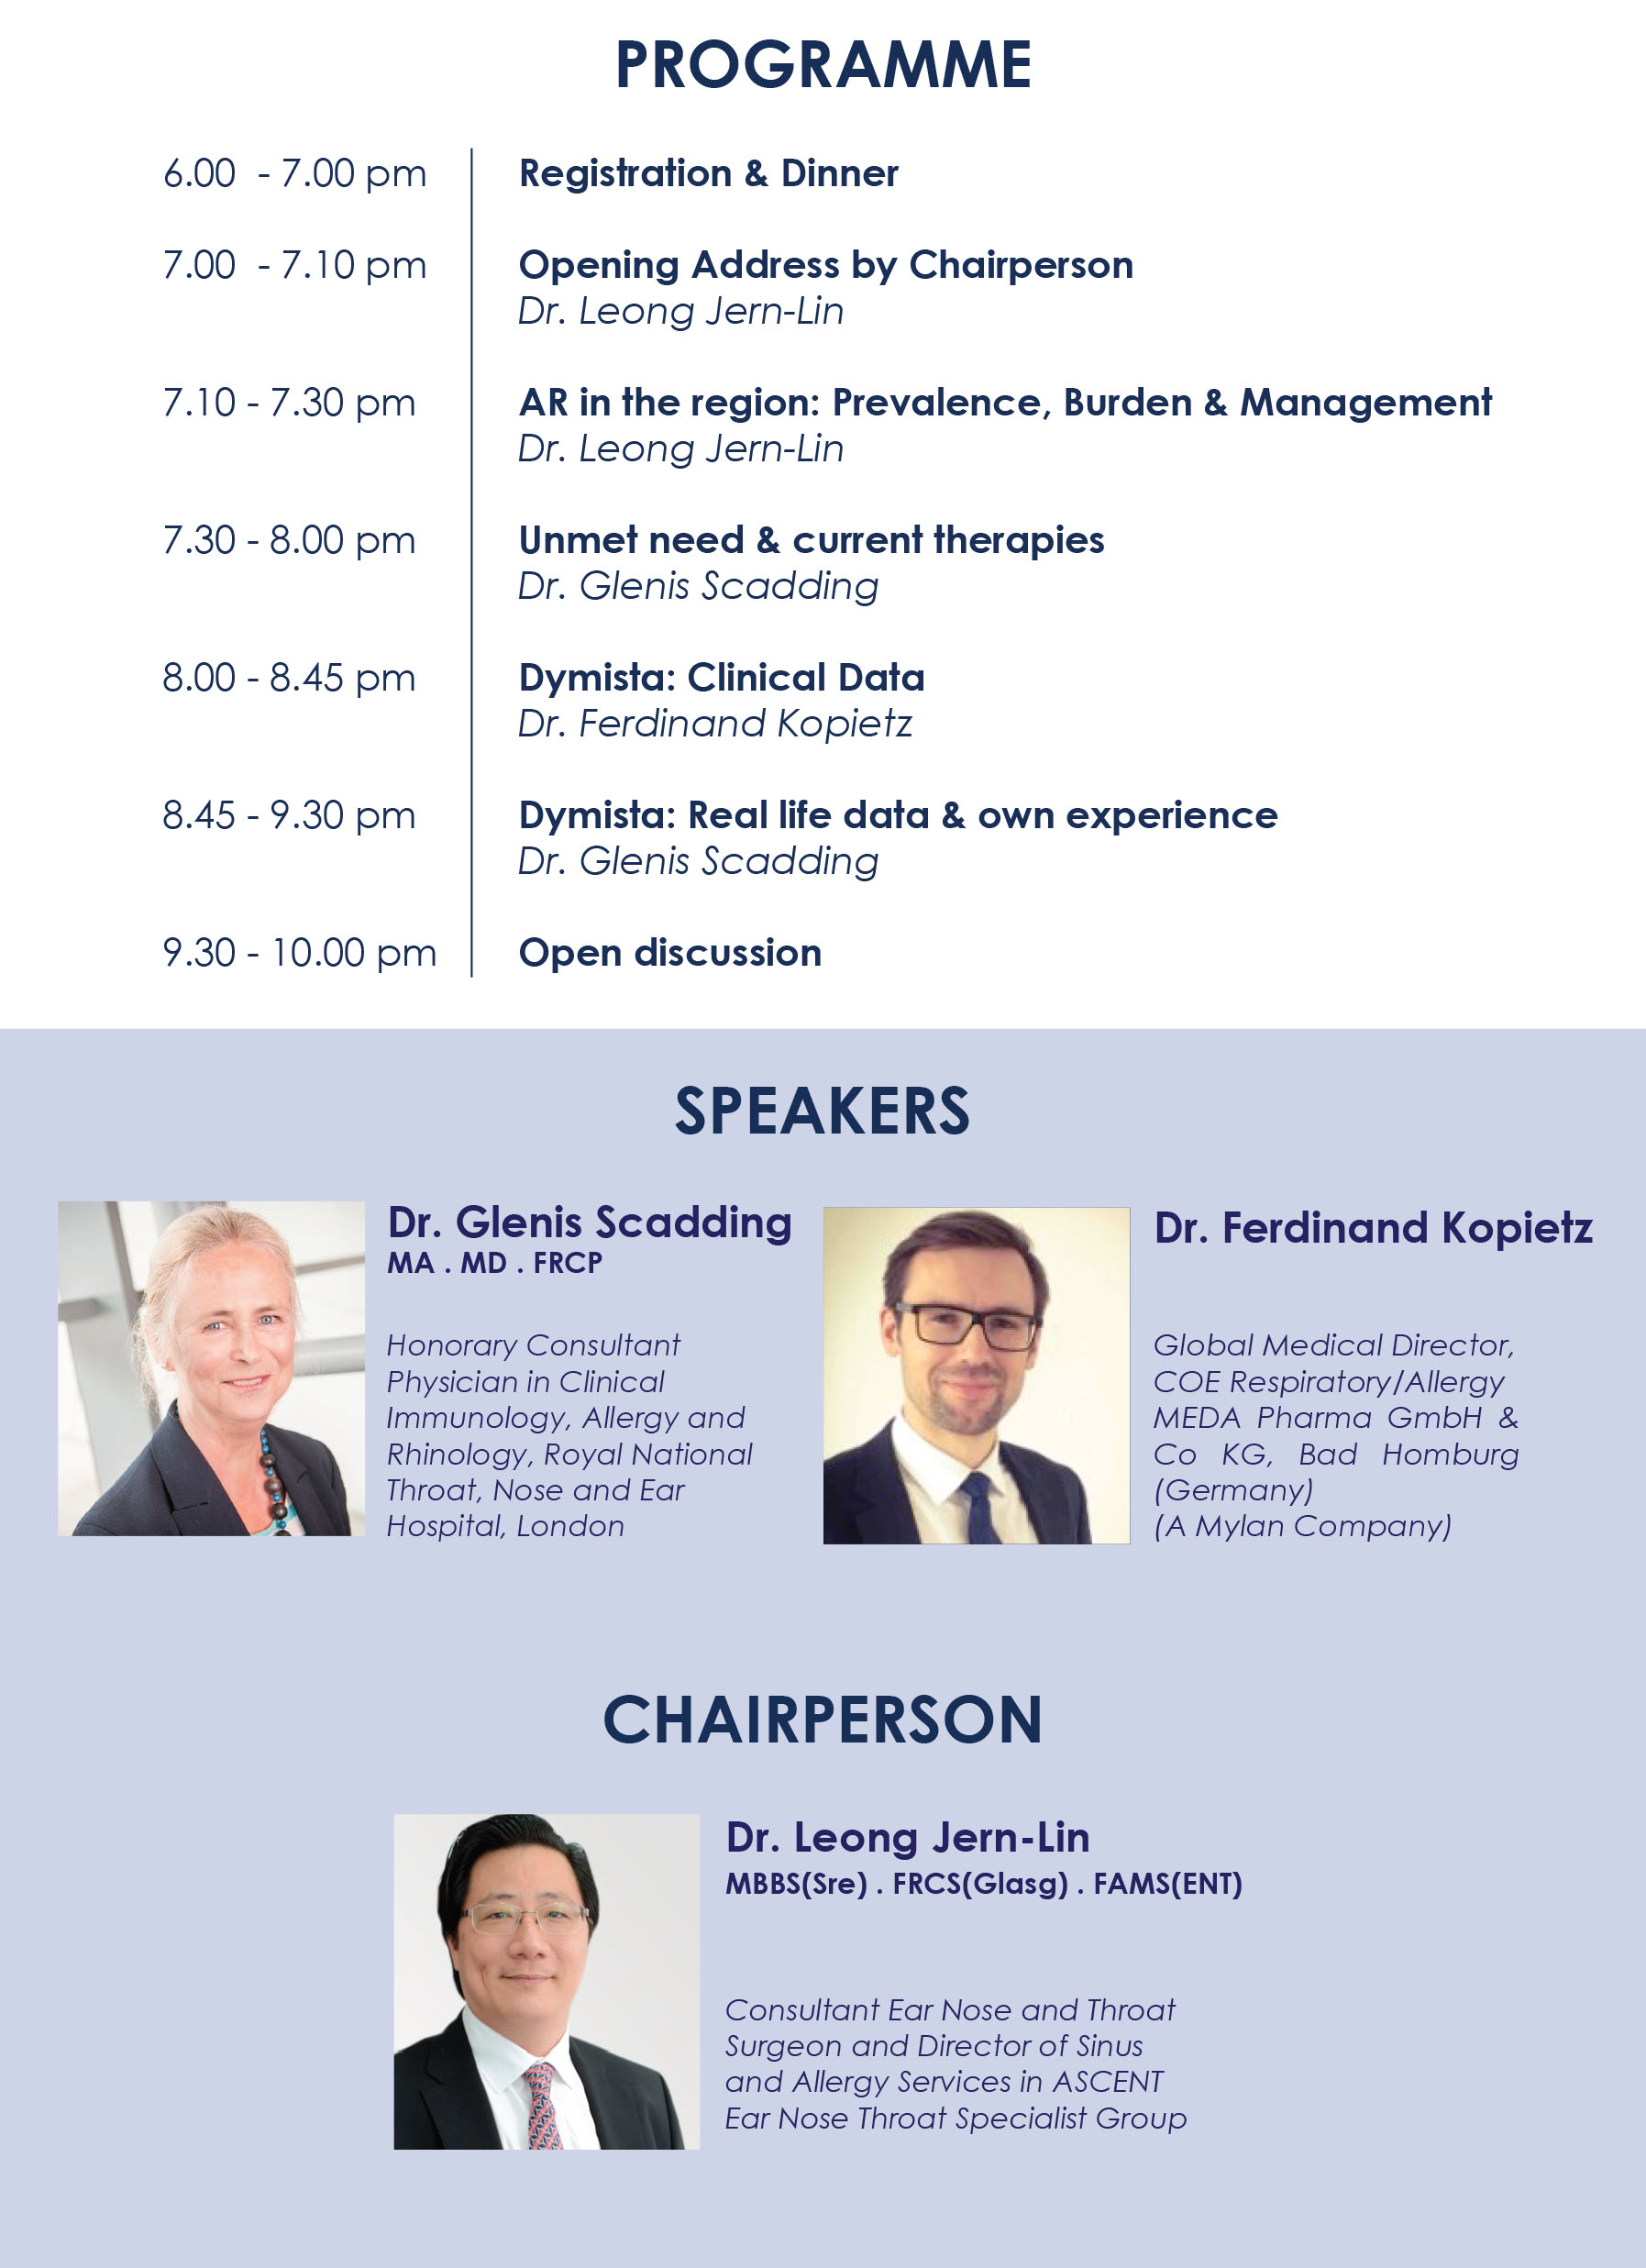 PROGRAMME
6.00 - 7.00 pm Registration & Dinner
7.00 - 7.10 pm Opening Address by Chairperson
Dr. Leong Jern-Lin
7.10 - 7.30 pm AR in the region: Prevalence, Burden & Management
Dr. Leong Jern-Lin
7.30 - 8.00 pm Unmet need & current therapies
Dr. Glenis Scadding
8.00 - 8.45 pm Dymista: Clinical Data
Dr. Ferdinand Kopietz
8.45 - 9.30 pm Dymista: Real life data & own experience
Dr. Glenis Scadding
9.30 - 10.00 pm Open discussion
SPEAKERS
Dr. Glenis Scadding
MA . MD . FRCP
Honorary Consultant
Physician in Clinical
Immunology, Allergy and
Rhinology, Royal National
Throat, Nose and Ear
Hospital, London
Dr. Ferdinand Kopietz
Global Medical Director,
COE Respiratory/Allergy
MEDA Pharma GmbH &
Co KG, Bad Homburg
(Germany)
(A Mylan Company)
CHAIRPERSON
Dr. Leong Jern-Lin
MBBS(Sre) . FRCS(Glasg) . FAMS(ENT)
Consultant Ear Nose and Throat
Surgeon and Director of Sinus
and Allergy Services in ASCENT
Ear Nose Throat Specialist Group